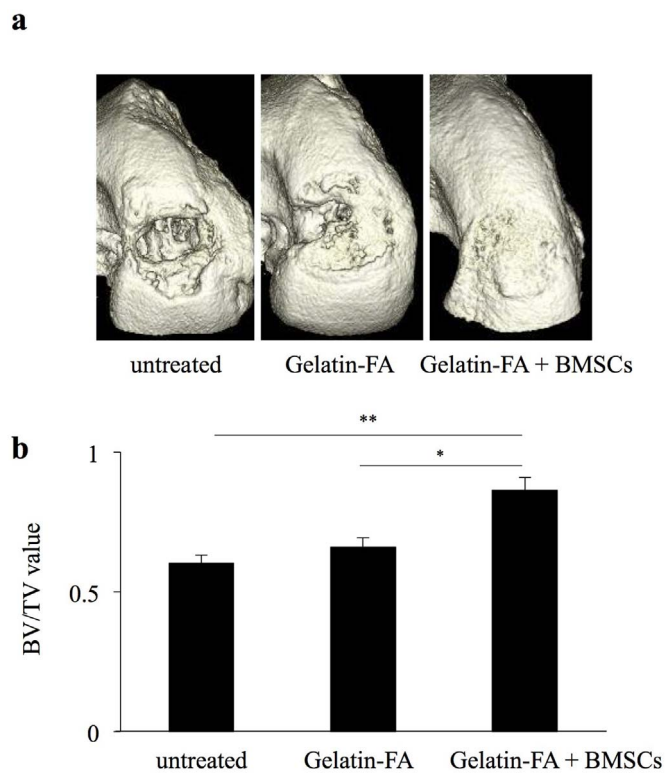 a
untreated Gelatin-FA Gelatin-FA + BMSCs
b
**
*
1
0.5
0
BV/TV value
untreated Gelatin-FA Gelatin-FA + BMSCs